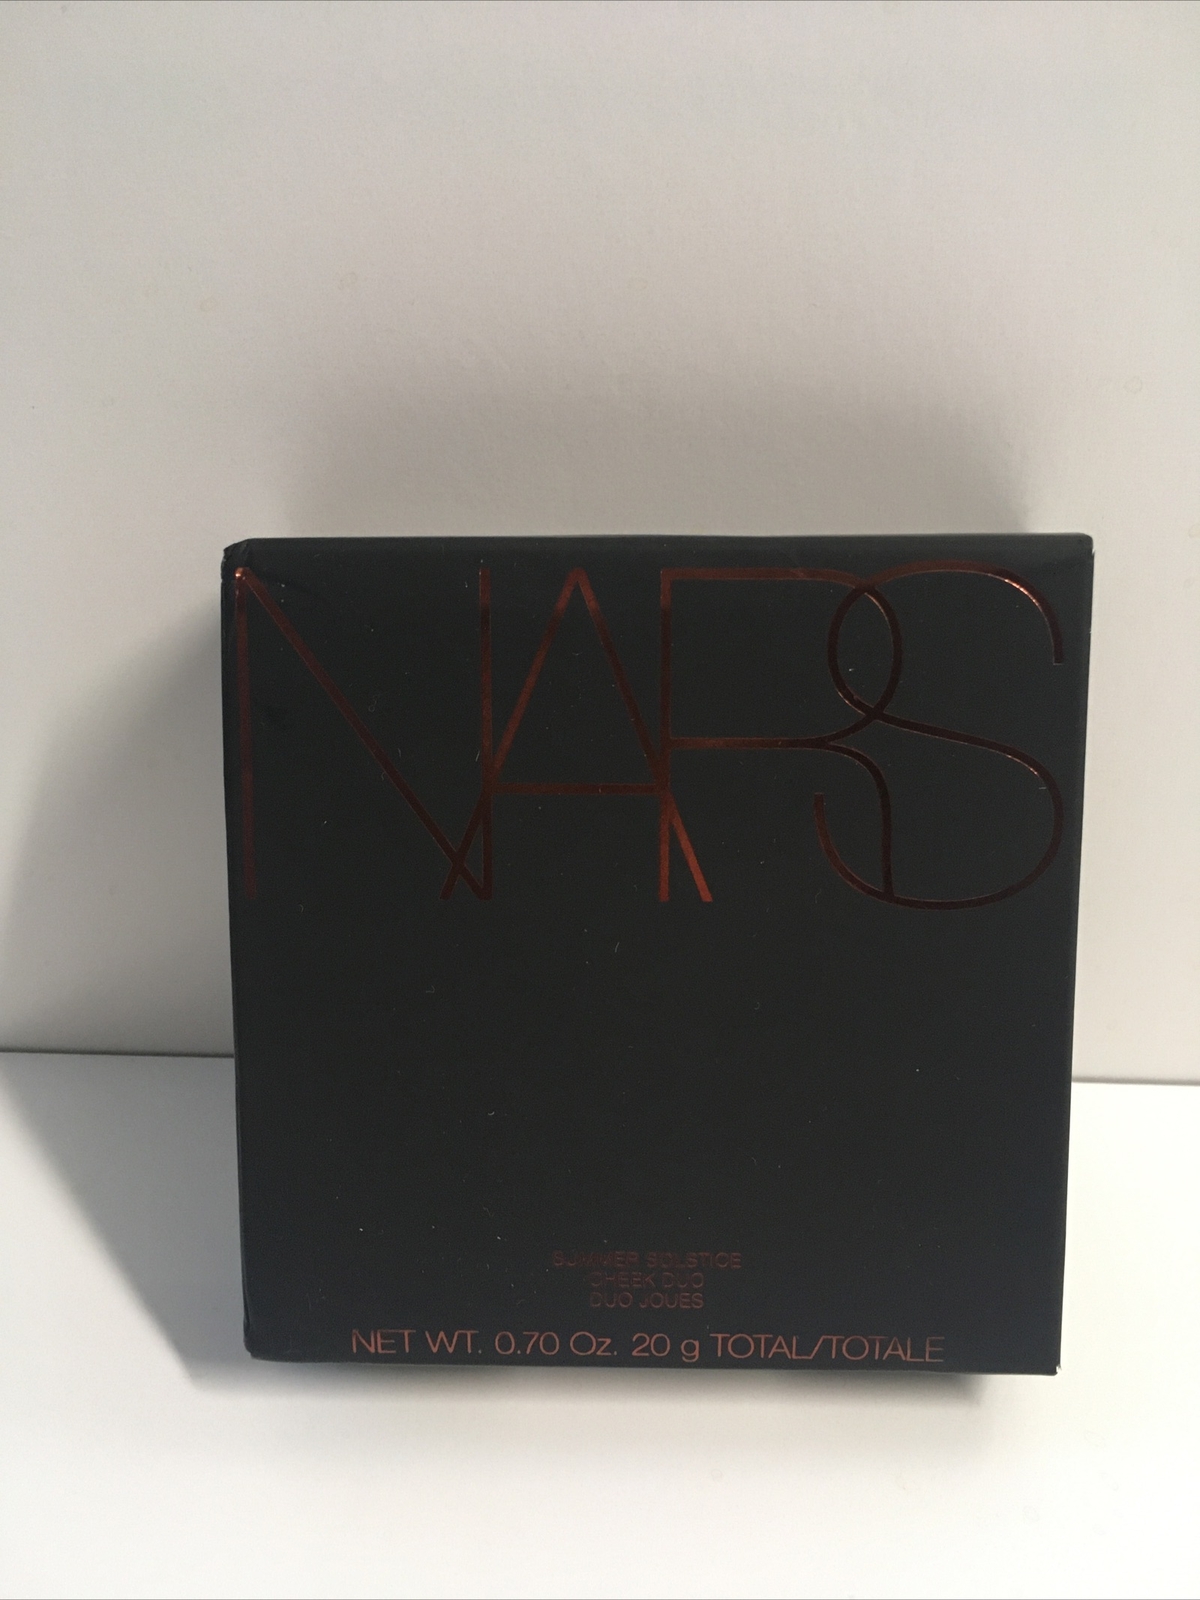 NARS
SUMMER SOLSTICE
CHEEK DUO
DUO JOUES
NET WT. 0.70 Oz. 20 g TOTAL/TOTALE